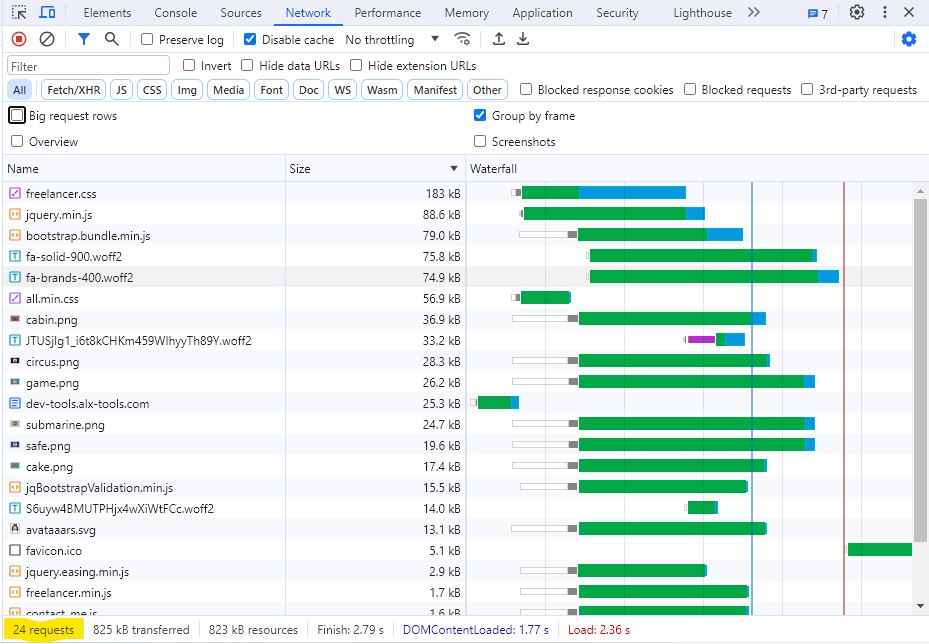 Elements Console Sources Network Performance Memory Application Security Lighthouse 7
Preserve log Disable cache No throttling
Filter Invert Hide data URLs Hide extension URLs
All Fetch/XHR JS CSS Img Media Font Doc WS Wasm Manifest Other Blocked response cookies Blocked requests 3rd-party requests
Big request rows Group by frame
Overview Screenshots
Name Size Waterfall
freelancer.css 183 kB
jquery.min.js 88.6 kB
bootstrap.bundle.min.js 79.0 kB
fa-solid-900.woff2 75.8 kB
fa-brands-400.woff2 74.9 kB
all.min.css 56.9 kB
cabin.png 36.9 kB
JTUSjIg1_i6t8kCHKm459WlhyyTh89Y.woff2 33.2 kB
circus.png 28.3 kB
game.png 26.2 kB
dev-tools.alx-tools.com 25.3 kB
submarine.png 24.7 kB
safe.png 19.6 kB
cake.png 17.4 kB
jqBootstrapValidation.min.js 15.5 kB
S6uyw4BMUTPHjx4wXiWtFCc.woff2 14.0 kB
avataaars.svg 13.1 kB
favicon.ico 5.1 kB
jquery.easing.min.js 2.9 kB
freelancer.min.js 1.7 kB
contact_me.js 1.6 kB
24 requests 825 kB transferred 823 kB resources Finish: 2.79 s DOMContentLoaded: 1.77 s Load: 2.36 s